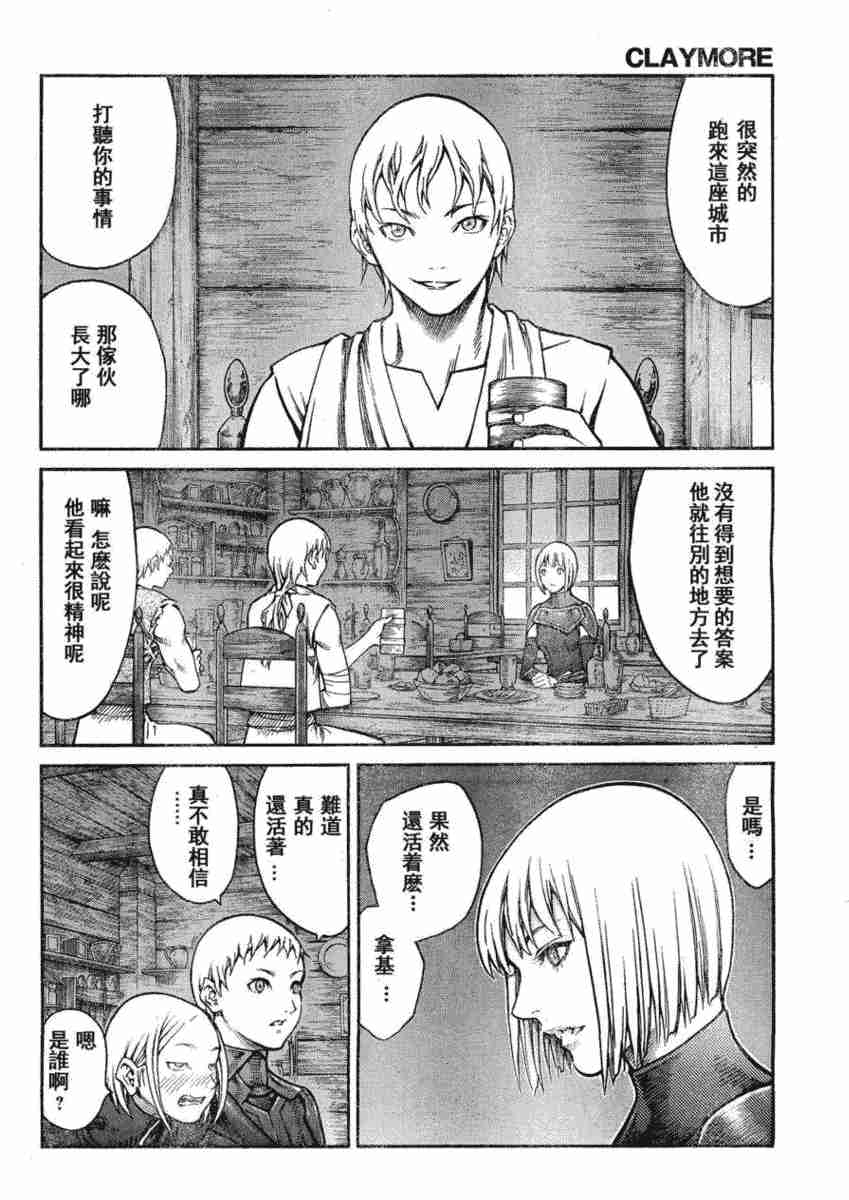 CLAYMORE
很突然的
跑來這座城市
打聽你的事情
那傢伙
長大了哪
沒有得到想要的答案
他就往別的地方去了
嘛 怎麼說呢
他看起來很精神呢
是嗎…
果然
還活着麼…
拿基…
難道
真的
還活著…
真不敢相信
……
嗯
是誰啊?